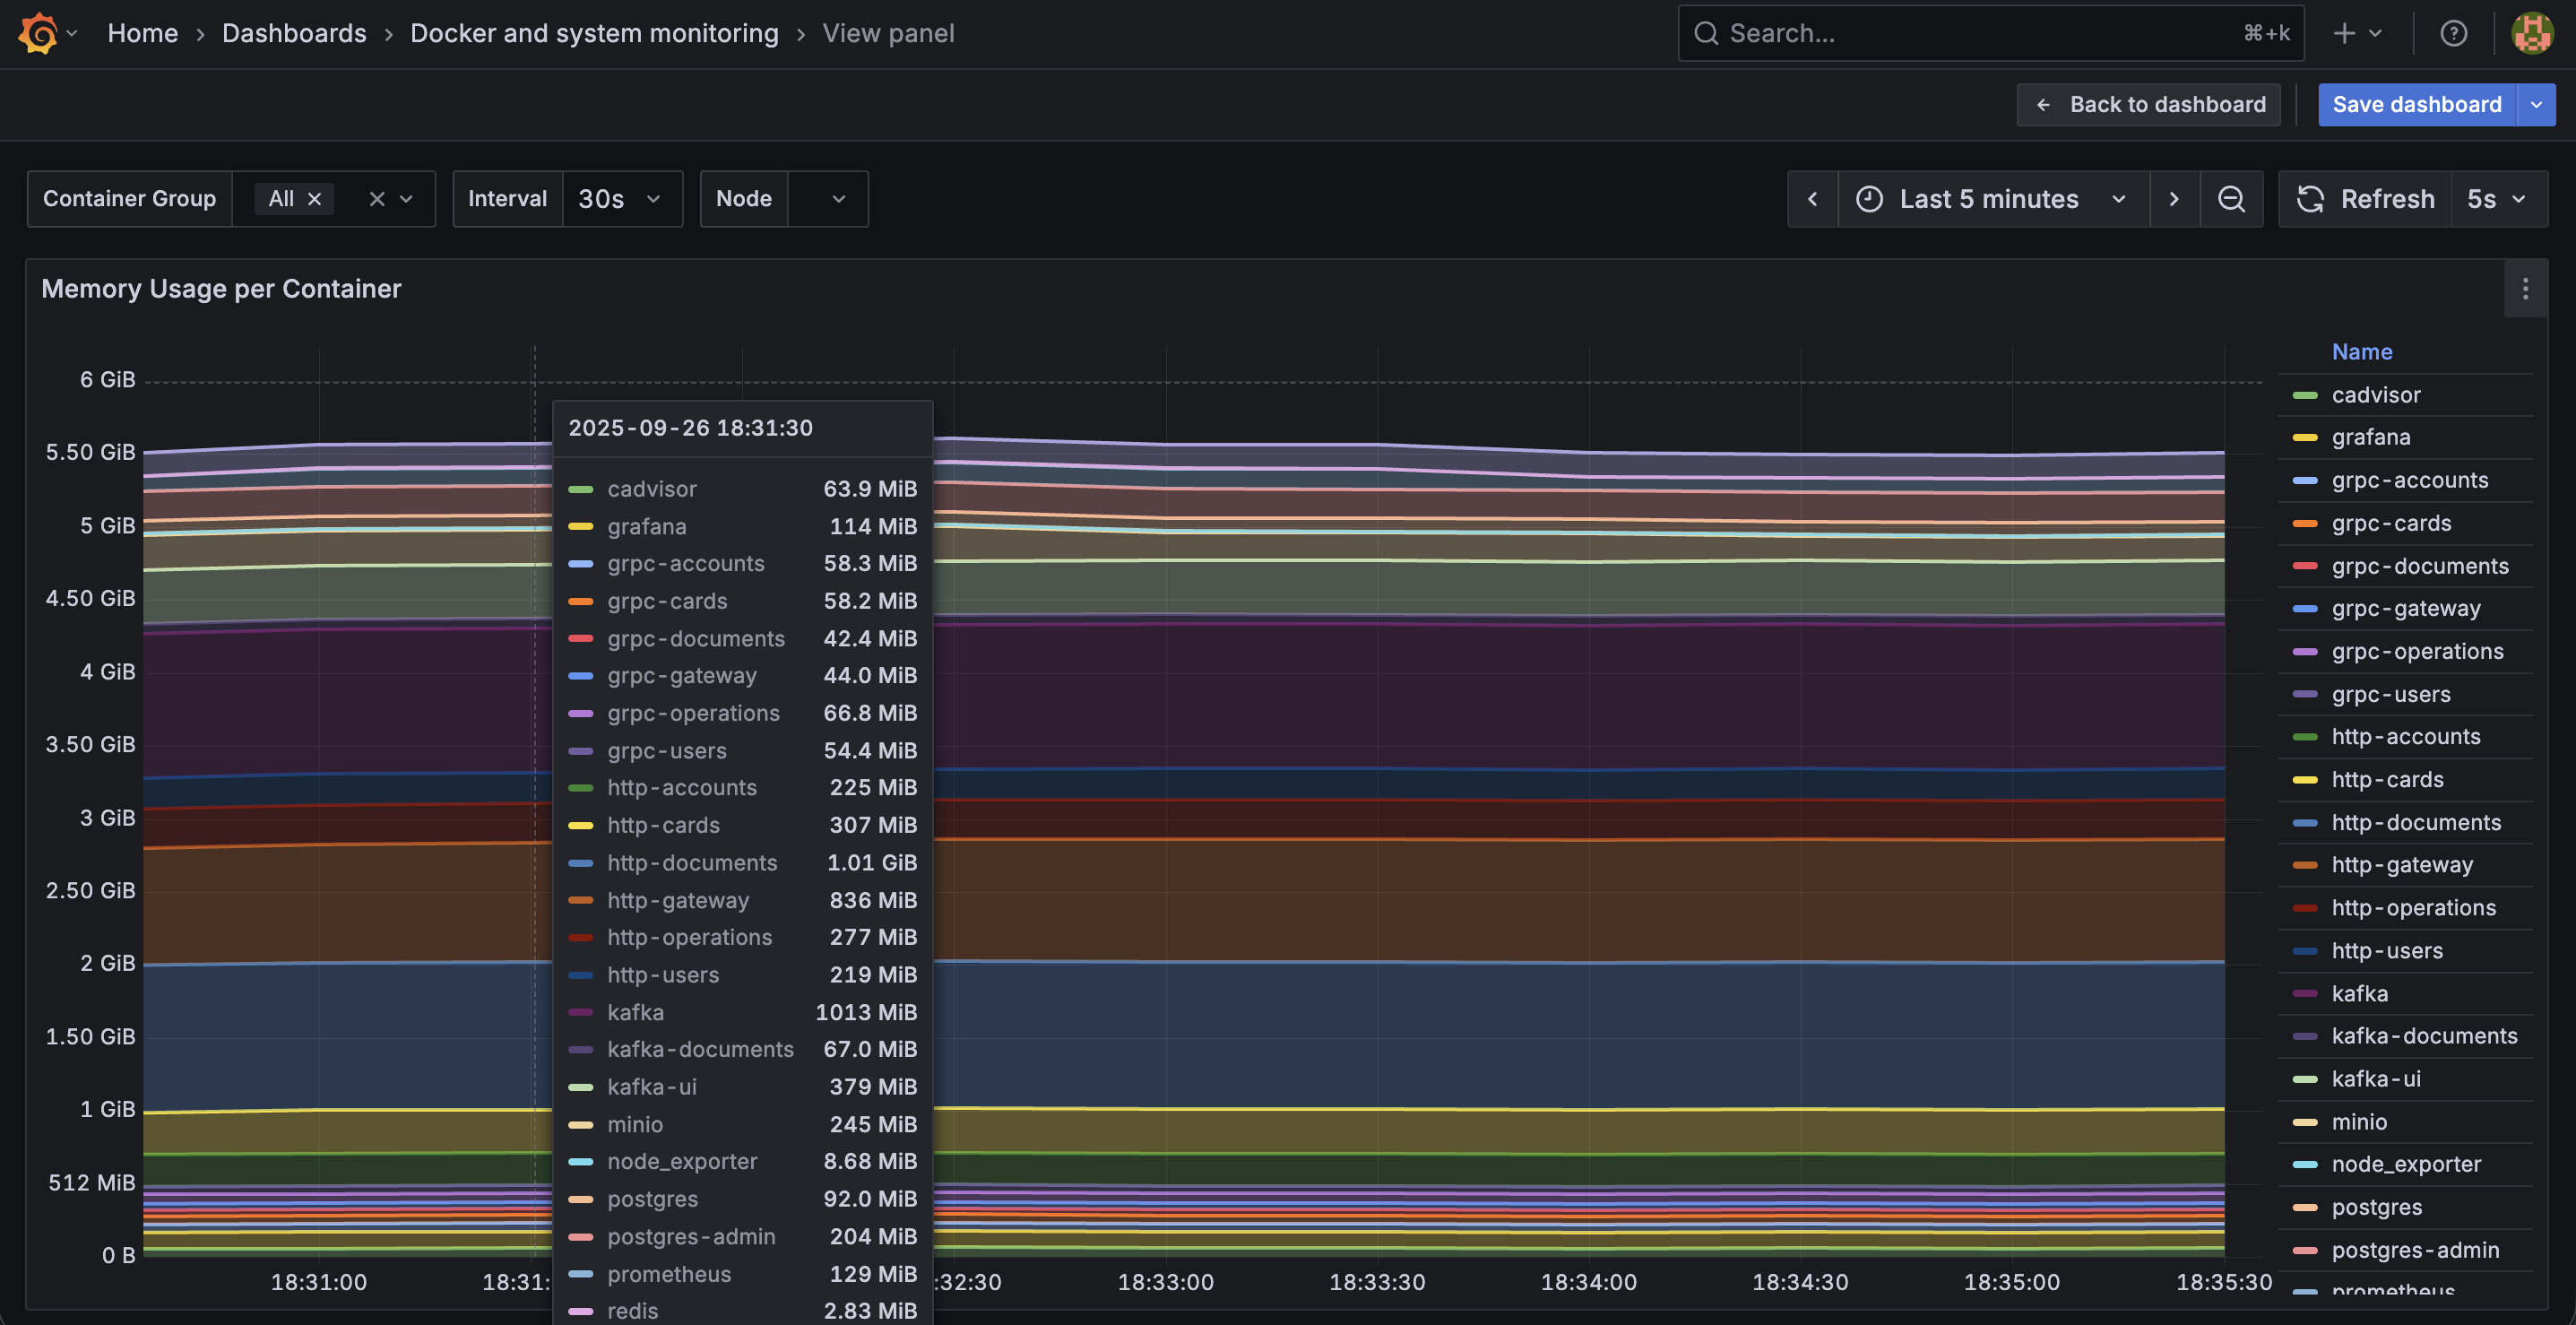 Home › Dashboards › Docker and system monitoring › View panel
Search...
⌘+k
Back to dashboard
Save dashboard
Container Group
All
Interval
30s
Node
Last 5 minutes
Refresh
5s
Memory Usage per Container
6 GiB
5.50 GiB
5 GiB
4.50 GiB
4 GiB
3.50 GiB
3 GiB
2.50 GiB
2 GiB
1.50 GiB
1 GiB
512 MiB
0 B
18:31:00
18:31:
:32:30
18:33:00
18:33:30
18:34:00
18:34:30
18:35:00
18:35:30
2025-09-26 18:31:30
cadvisor 63.9 MiB
grafana 114 MiB
grpc-accounts 58.3 MiB
grpc-cards 58.2 MiB
grpc-documents 42.4 MiB
grpc-gateway 44.0 MiB
grpc-operations 66.8 MiB
grpc-users 54.4 MiB
http-accounts 225 MiB
http-cards 307 MiB
http-documents 1.01 GiB
http-gateway 836 MiB
http-operations 277 MiB
http-users 219 MiB
kafka 1013 MiB
kafka-documents 67.0 MiB
kafka-ui 379 MiB
minio 245 MiB
node_exporter 8.68 MiB
postgres 92.0 MiB
postgres-admin 204 MiB
prometheus 129 MiB
redis 2.83 MiB
Name
cadvisor
grafana
grpc-accounts
grpc-cards
grpc-documents
grpc-gateway
grpc-operations
grpc-users
http-accounts
http-cards
http-documents
http-gateway
http-operations
http-users
kafka
kafka-documents
kafka-ui
minio
node_exporter
postgres
postgres-admin
prometheus